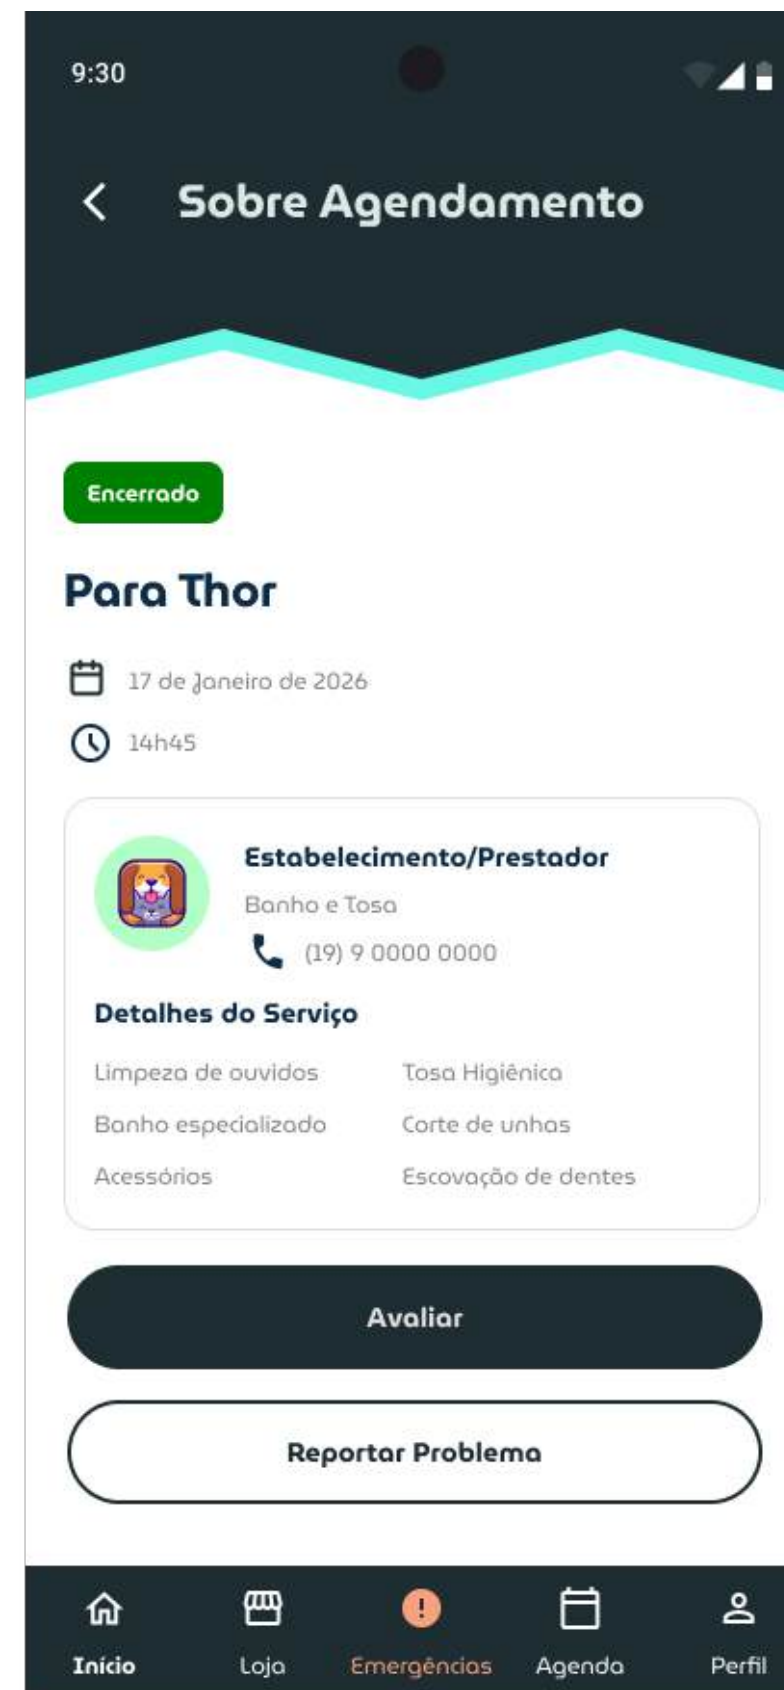 9:30
Sobre Agendamento
Encerrado
Para Thor
17 de Janeiro de 2026
14h45
Estabelecimento/Prestador
Banho e Tosa
(19) 9 0000 0000
Detalhes do Serviço
Limpeza de ouvidos Tosa Higiênica
Banho especializado Corte de unhas
Acessórios Escovação de dentes
Avaliar
Reportar Problema
Início Loja Emergências Agenda Perfil